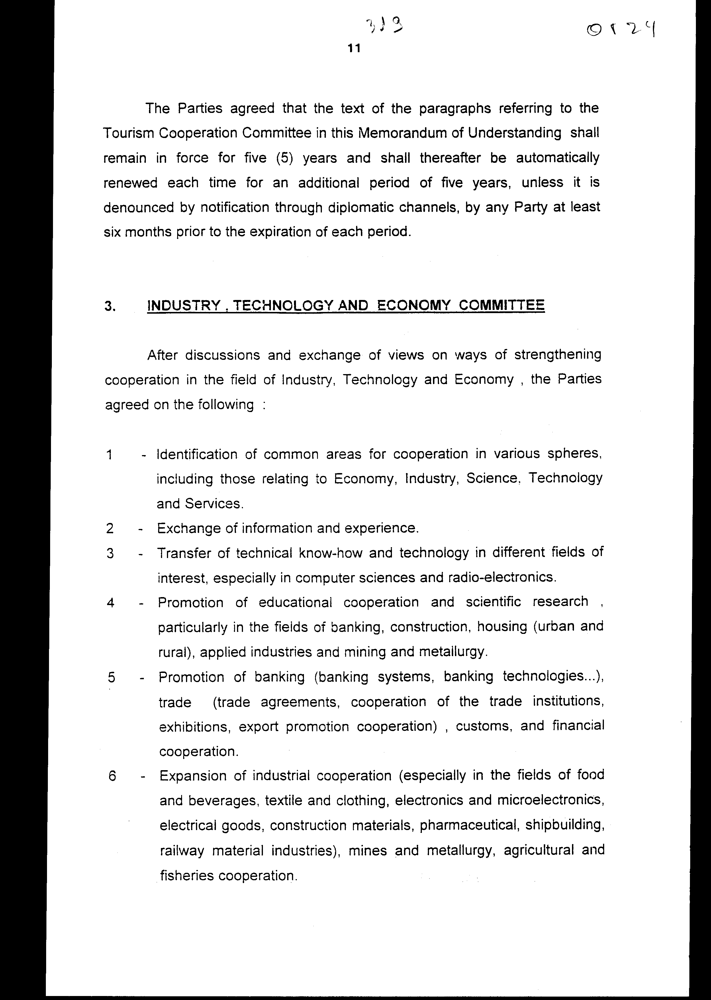 319
0124
11
The Parties agreed that the text of the paragraphs referring to the
Tourism Cooperation Committee in this Memorandum of Understanding shall
remain in force for five (5) years and shall thereafter be automatically
renewed each time for an additional period of five years, unless it is
denounced by notification through diplomatic channels, by any Party at least
six months prior to the expiration of each period.
3. INDUSTRY , TECHNOLOGY AND ECONOMY COMMITTEE
After discussions and exchange of views on ways of strengthening
cooperation in the field of Industry, Technology and Economy , the Parties
agreed on the following :
1 - Identification of common areas for cooperation in various spheres,
including those relating to Economy, Industry, Science, Technology
and Services.
2 - Exchange of information and experience.
3 - Transfer of technical know-how and technology in different fields of
interest, especially in computer sciences and radio-electronics.
4 - Promotion of educational cooperation and scientific research ,
particularly in the fields of banking, construction, housing (urban and
rural), applied industries and mining and metallurgy.
5 - Promotion of banking (banking systems, banking technologies...),
trade (trade agreements, cooperation of the trade institutions,
exhibitions, export promotion cooperation) , customs, and financial
cooperation.
6 - Expansion of industrial cooperation (especially in the fields of food
and beverages, textile and clothing, electronics and microelectronics,
electrical goods, construction materials, pharmaceutical, shipbuilding,
railway material industries), mines and metallurgy, agricultural and
fisheries cooperation.